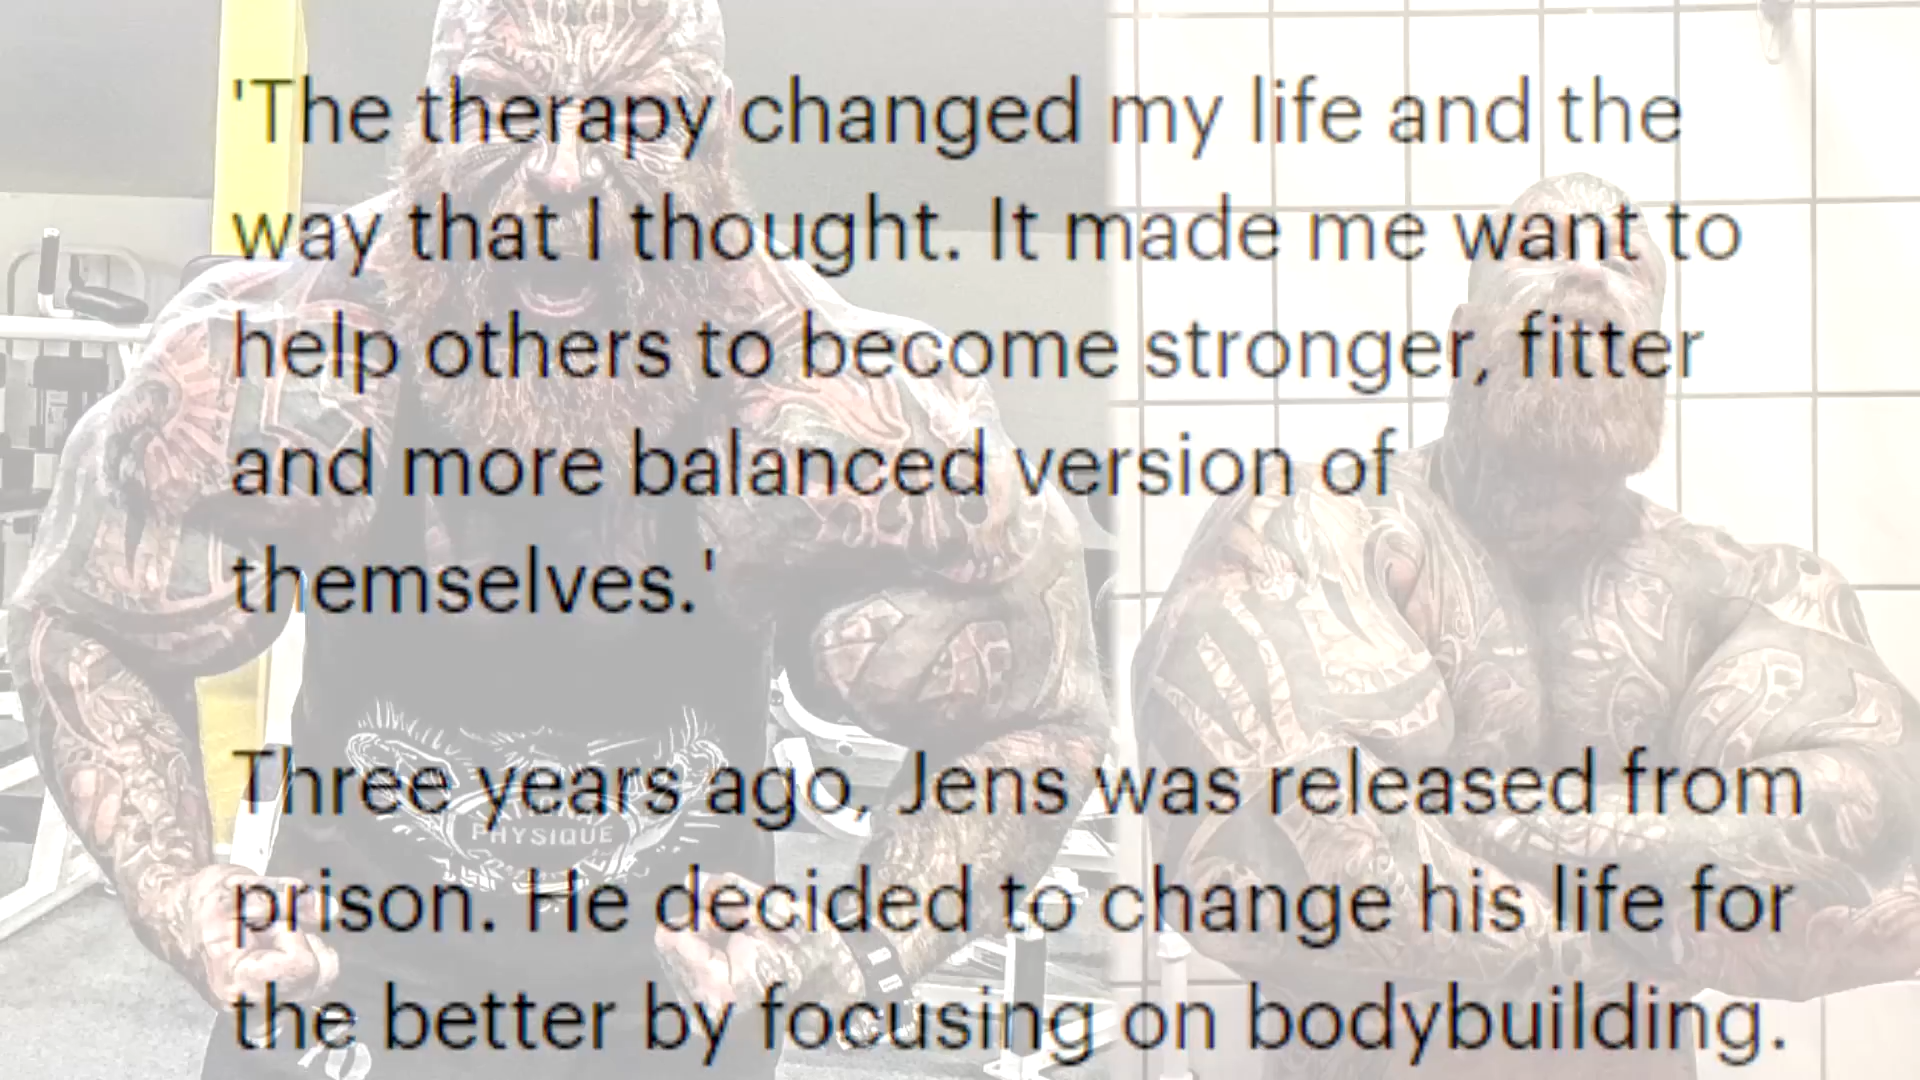 'The therapy changed my life and the
way that I thought. It made me want to
help others to become stronger, fitter
and more balanced version of
themselves.'
Three years ago, Jens was released from
prison. He decided to change his life for
the better by focusing on bodybuilding.
NATIONAL
PHYSIQUE